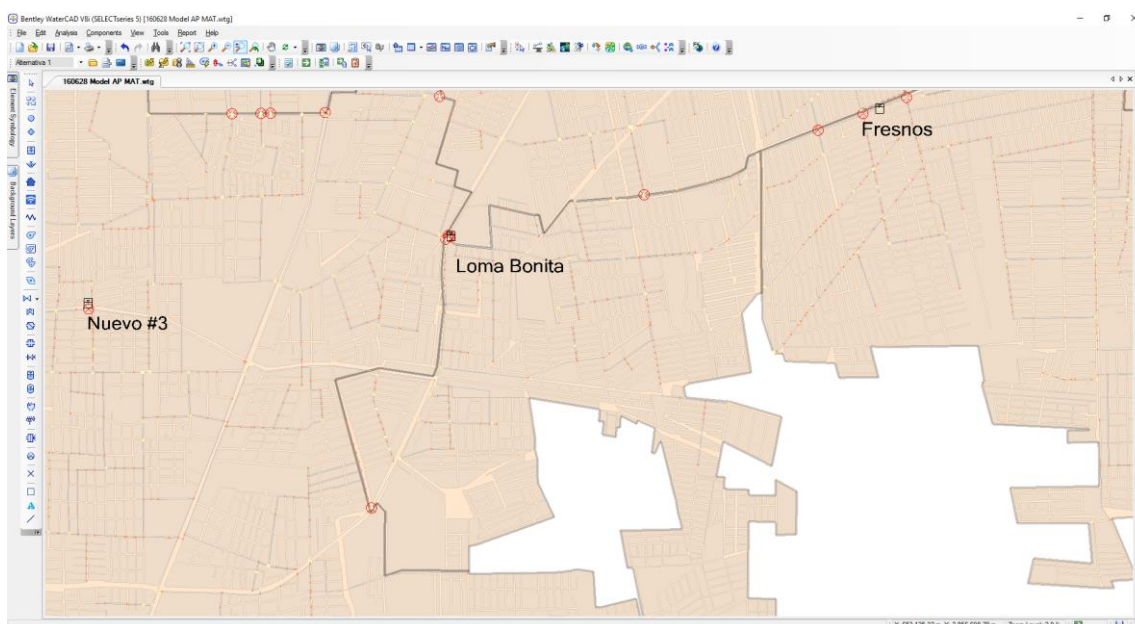 Bentley WaterCAD V8i (SELECTseries 5) [160628 Model AP MAT.wtg]
File Edit Analysis Components View Tools Report Help
Alternativa 1
160628 Model AP MAT.wtg
Element Symbology
Background Layers
Fresnos
Loma Bonita
Nuevo #3